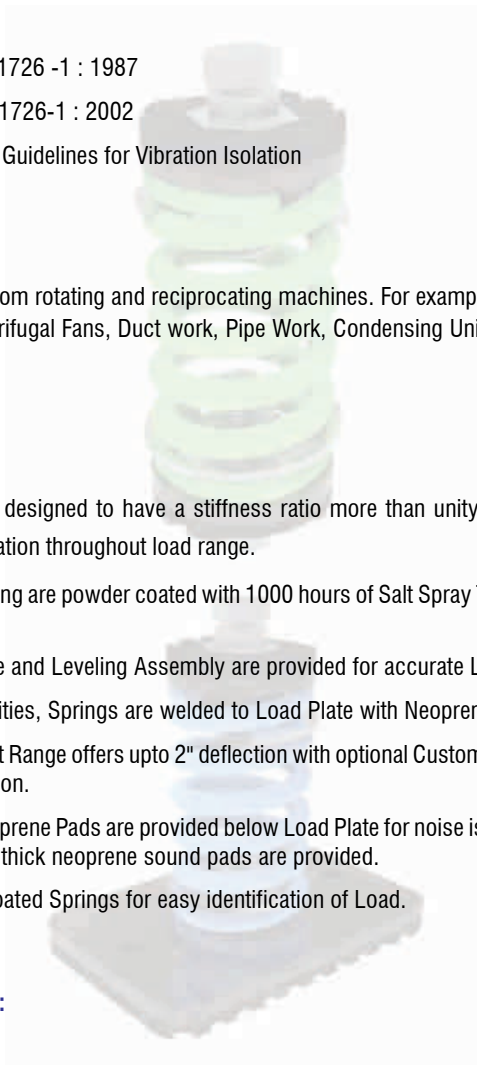 1726 -1 : 1987
1726-1 : 2002
Guidelines for Vibration Isolation
om rotating and reciprocating machines. For examp
rifugal Fans, Duct work, Pipe Work, Condensing Uni
designed to have a stiffness ratio more than unity
ation throughout load range.
ng are powder coated with 1000 hours of Salt Spray
e and Leveling Assembly are provided for accurate L
ities, Springs are welded to Load Plate with Neopren
t Range offers upto 2" deflection with optional Custom
on.
prene Pads are provided below Load Plate for noise is
thick neoprene sound pads are provided.
oated Springs for easy identification of Load.
: